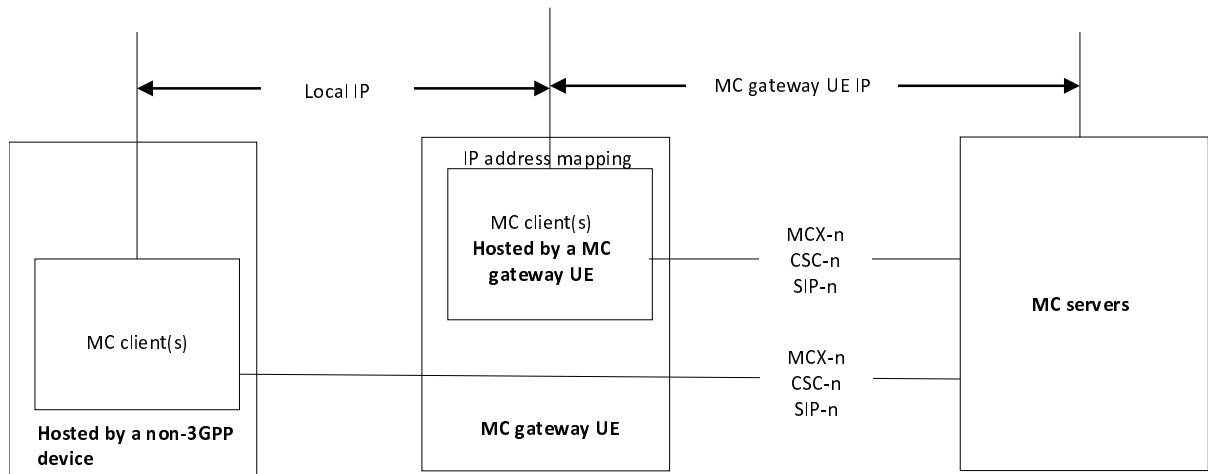 Local IP
MC gateway UE IP
IP address mapping
MC client(s)
Hosted by a MC
gateway UE
MCX-n
CSC-n
SIP-n
MC servers
MC client(s)
MCX-n
CSC-n
SIP-n
Hosted by a non-3GPP
device
MC gateway UE